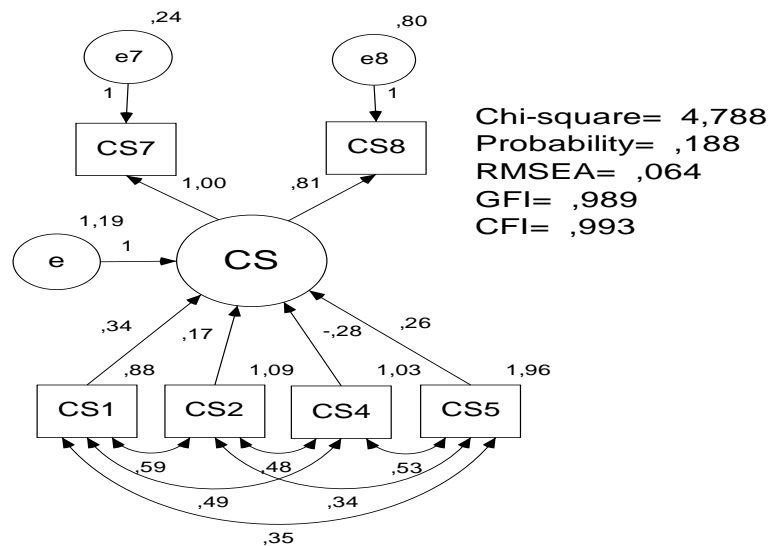 ,24
,80
e7
e8
1
1
CS7
CS8
Chi-square= 4,788
Probability= ,188
RMSEA= ,064
GFI= ,989
CFI= ,993
1,00
,81
1,19
e
1
CS
,34
,17
-,28
,26
,88
1,09
1,03
1,96
CS1
CS2
CS4
CS5
,59
,48
,53
,49
,34
,35